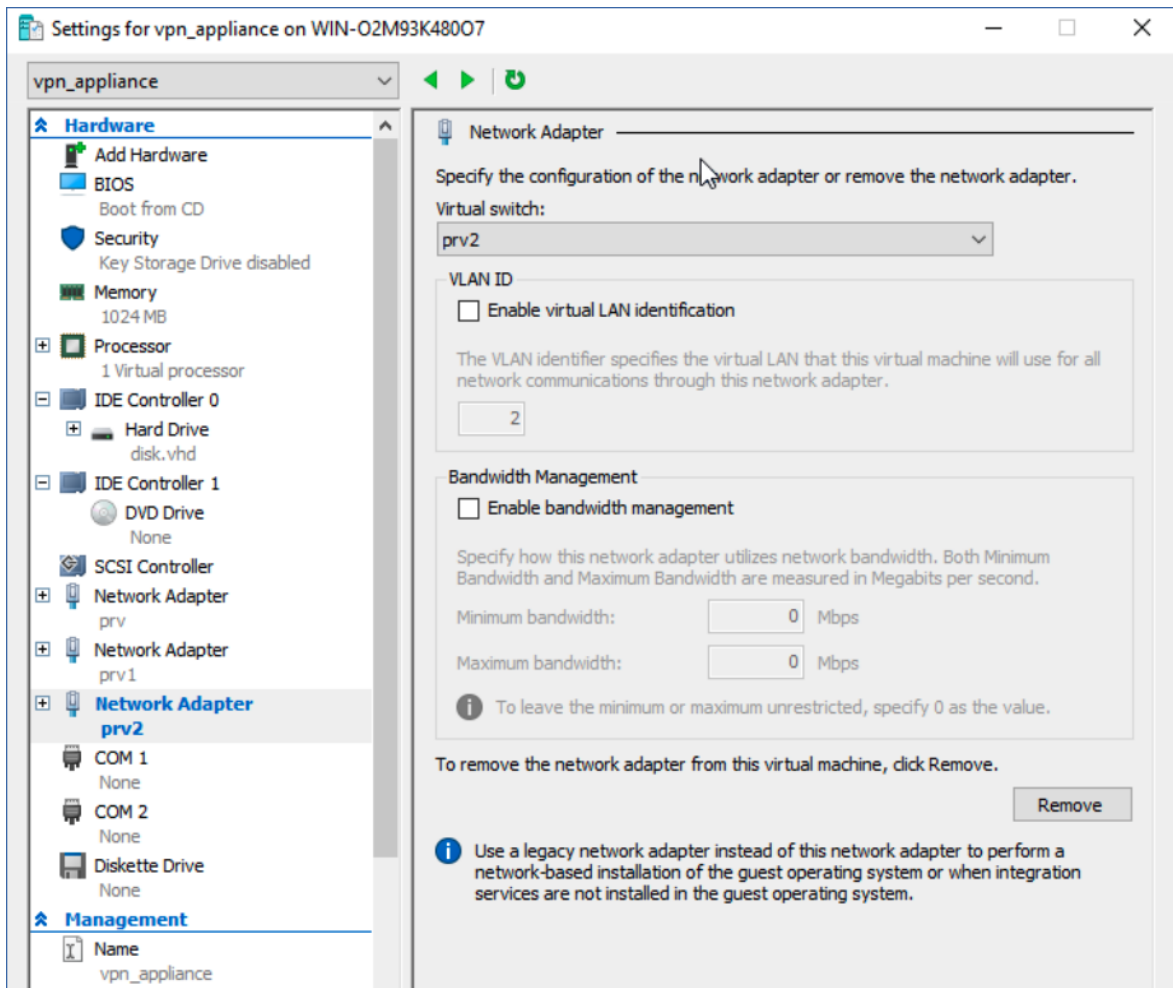 Settings for vpn_appliance on WIN-O2M93K480O7
vpn_appliance
Hardware
Add Hardware
BIOS
Boot from CD
Security
Key Storage Drive disabled
Memory
1024 MB
Processor
1 Virtual processor
IDE Controller 0
Hard Drive
disk.vhd
IDE Controller 1
DVD Drive
None
SCSI Controller
Network Adapter
prv
Network Adapter
prv1
Network Adapter
prv2
COM 1
None
COM 2
None
Diskette Drive
None
Management
Name
vpn_appliance
Network Adapter
Specify the configuration of the network adapter or remove the network adapter.
Virtual switch:
prv2
VLAN ID
Enable virtual LAN identification
The VLAN identifier specifies the virtual LAN that this virtual machine will use for all
network communications through this network adapter.
2
Bandwidth Management
Enable bandwidth management
Specify how this network adapter utilizes network bandwidth. Both Minimum
Bandwidth and Maximum Bandwidth are measured in Megabits per second.
Minimum bandwidth: 0 Mbps
Maximum bandwidth: 0 Mbps
To leave the minimum or maximum unrestricted, specify 0 as the value.
To remove the network adapter from this virtual machine, click Remove.
Remove
Use a legacy network adapter instead of this network adapter to perform a
network-based installation of the guest operating system or when integration
services are not installed in the guest operating system.